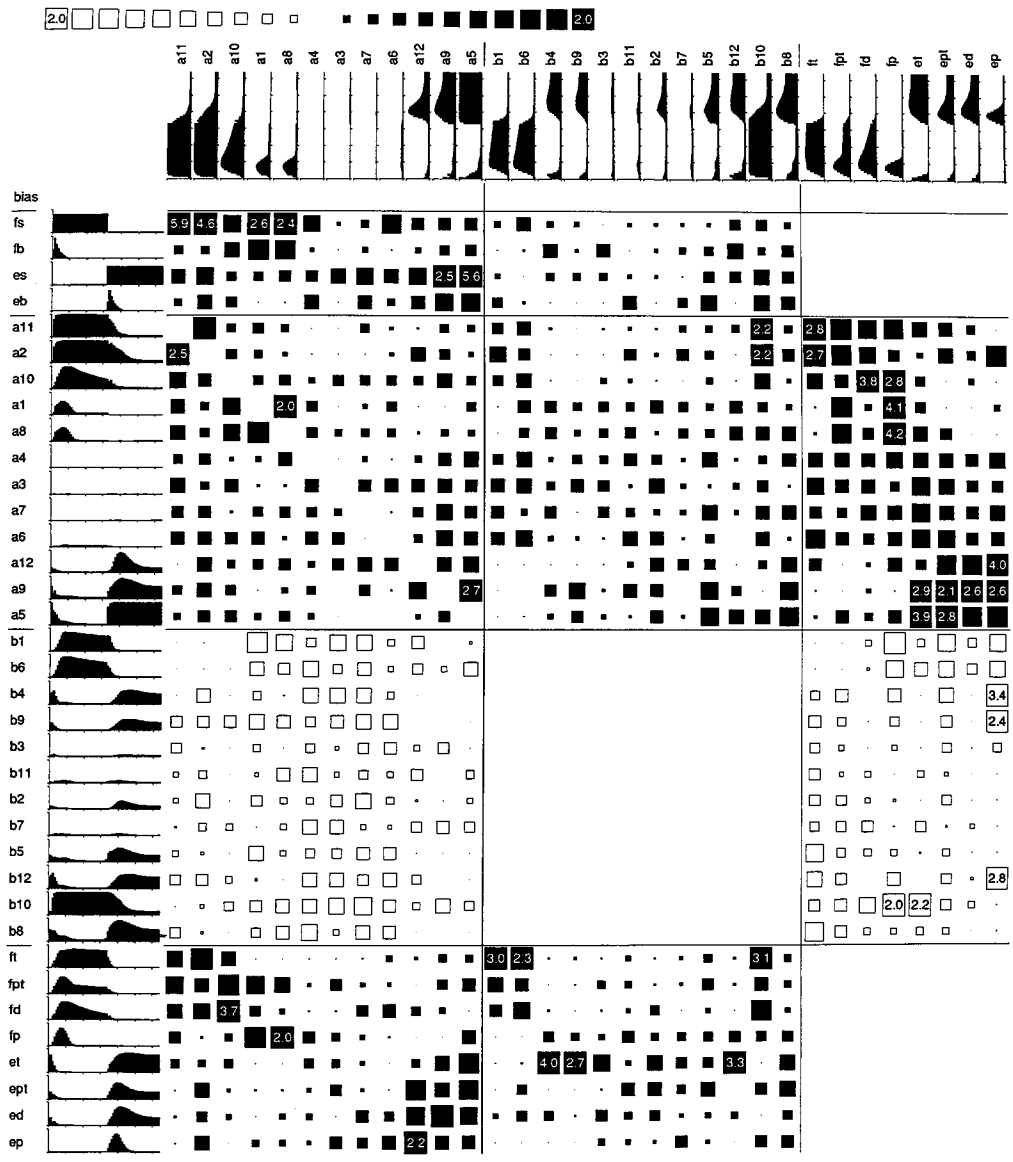 2.0 2.0
a11 a2 a10 a1 a8 a4 a3 a7 a6 a12 a9 a5 b1 b6 b4 b9 b3 b11 b2 b7 b5 b12 b10 b8 ft fpt fd fp et ept ed ep
bias
fs 5.9 4.6 2.6 2.4
fb
es 2.5 5.6
eb
a11 2.2 2.8
a2 2.5 2.2 2.7
a10 3.8 2.8
a1 2.0 4.1
a8 4.2
a4
a3
a7
a6
a12 4.0
a9 2.7 2.9 2.1 2.6 2.6
a5 3.9 2.8
b1
b6
b4 3.4
b9 2.4
b3
b11
b2
b7
b5
b12 2.8
b10 2.0 2.2
b8
ft 3.0 2.3 3.1
fpt
fd 3.7
fp 2.0
et 4.0 2.7 3.3
ept
ed
ep 2.2